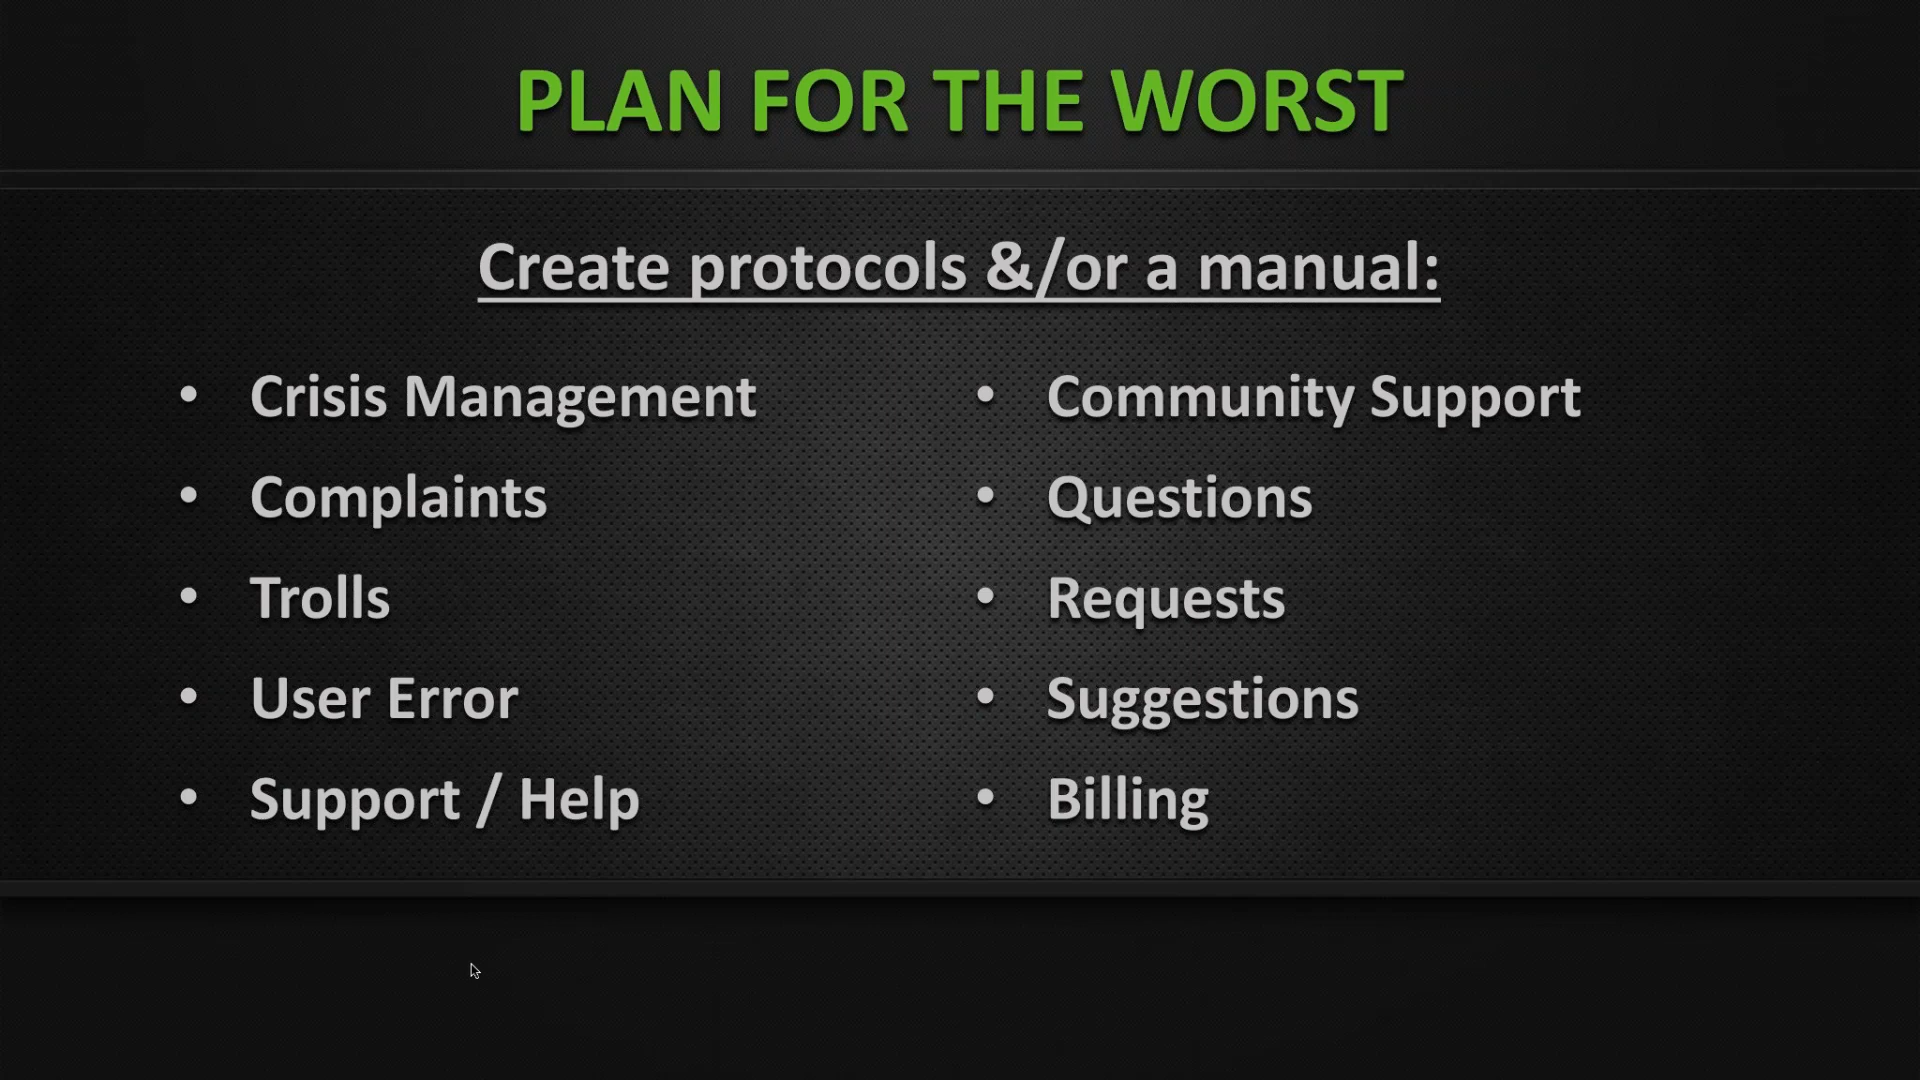 PLAN FOR THE WORST
Create protocols &/or a manual:
• Crisis Management
• Complaints
• Trolls
• User Error
• Support / Help
• Community Support
• Questions
• Requests
• Suggestions
• Billing